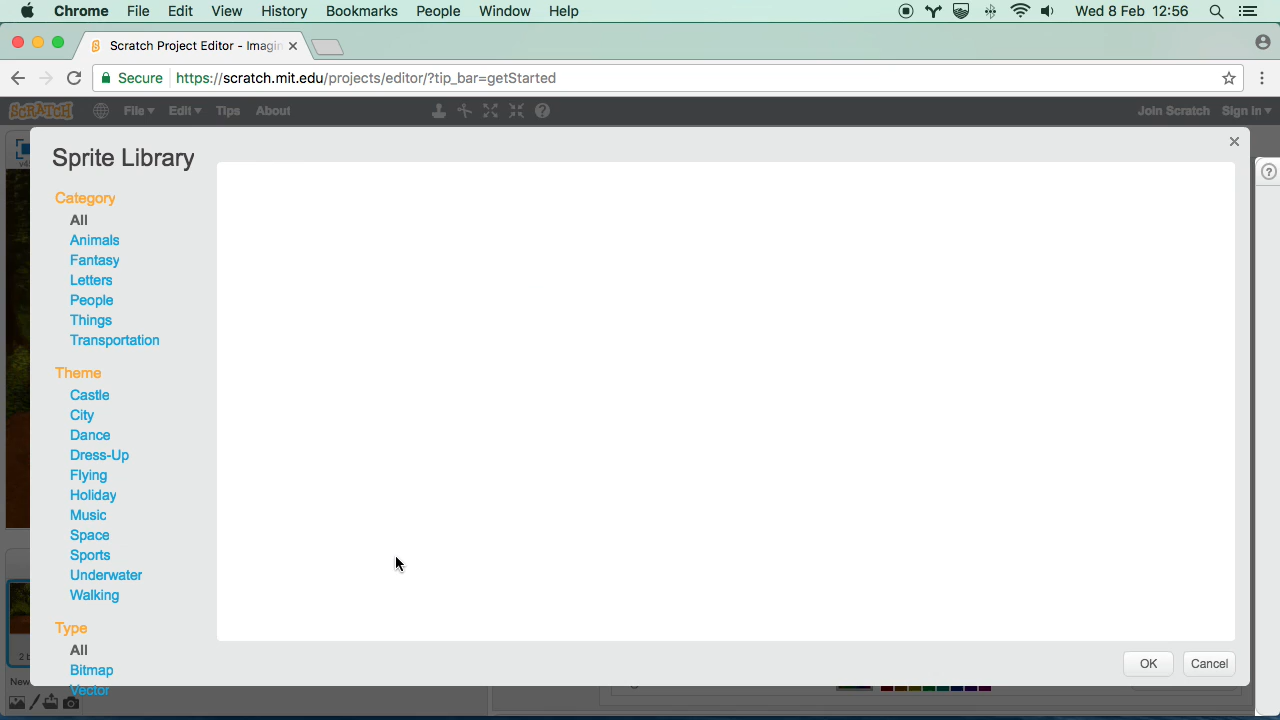 Chrome File Edit View History Bookmarks People Window Help Wed 8 Feb 12:56
Scratch Project Editor - Imagin
Secure https://scratch.mit.edu/projects/editor/?tip_bar=getStarted
SCRATCH File Edit Tips About Join Scratch Sign in
Sprite Library
Category
All
Animals
Fantasy
Letters
People
Things
Transportation
Theme
Castle
City
Dance
Dress-Up
Flying
Holiday
Music
Space
Sports
Underwater
Walking
Type
All
Bitmap
Vector
OK Cancel
New